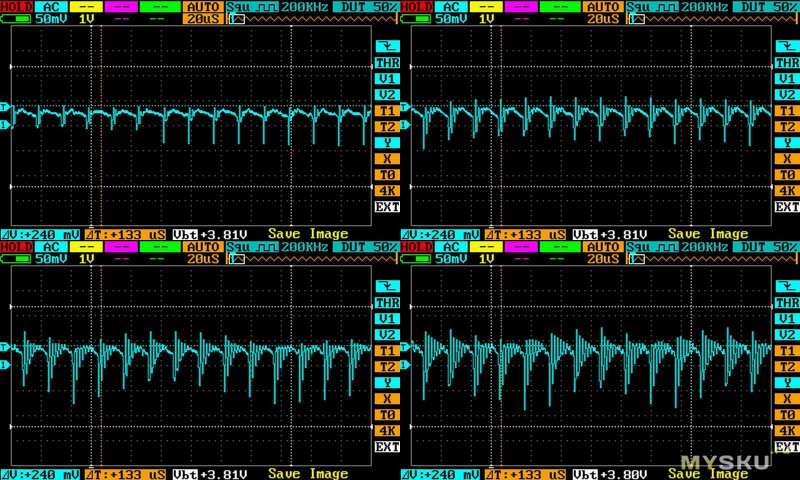 HOLD AC -- -- -- AUTO Squ 200KHz DUT 50%
50mV 1V -- -- 20uS
THR
V1
V2
T
T1
1
T2
Y
X
T0
4K
EXT
ΔV:+240 mV ΔT:+133 uS Vbt +3.81V Save Image
HOLD AC -- -- -- AUTO Squ 200KHz DUT 50%
50mV 1V -- -- 20uS
THR
V1
V2
T
T1
1
T2
Y
X
T0
4K
EXT
ΔV:+240 mV ΔT:+133 uS Vbt +3.80V Save Image
HOLD AC -- -- -- AUTO Squ 200KHz DUT 50%
50mV 1V -- -- 20uS
THR
V1
V2
T
T1
1
T2
Y
X
T0
4K
EXT
ΔV:+240 mV ΔT:+133 uS Vbt +3.81V Save Image
HOLD AC -- -- -- AUTO Squ 200KHz DUT 50%
50mV 1V -- -- 20uS
THR
V1
V2
T
T1
1
T2
Y
X
T0
4K
EXT
ΔV:+240 mV ΔT:+133 uS Vbt +3.80V Save Image
MYSKU